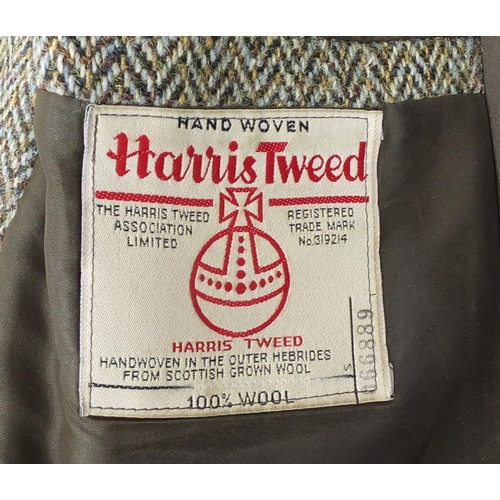 HAND WOVEN
Harris Tweed
THE HARRIS TWEED
ASSOCIATION
LIMITED
REGISTERED
TRADE MARK
No.319214
HARRIS TWEED
HANDWOVEN IN THE OUTER HEBRIDES
FROM SCOTTISH GROWN WOOL
100% WOOL
S
066889